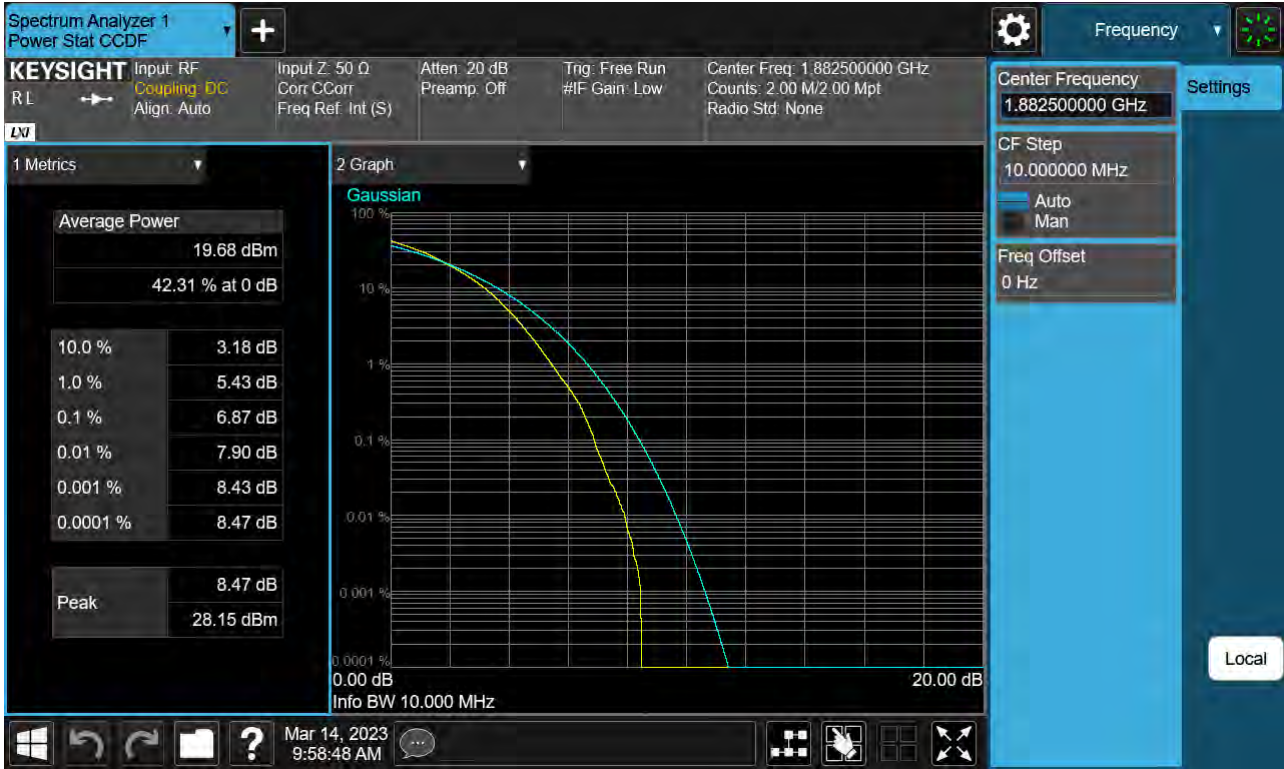 Spectrum Analyzer 1
Power Stat CCDF
Frequency
KEYSIGHT
R L
LXI
Input: RF
Coupling: DC
Align: Auto
Input Z: 50 Ω
Corr CCorr
Freq Ref: Int (S)
Atten: 20 dB
Preamp: Off
Trig: Free Run
#IF Gain: Low
Center Freq: 1.882500000 GHz
Counts: 2.00 M/2.00 Mpt
Radio Std: None
Center Frequency
1.882500000 GHz
Settings
CF Step
10.000000 MHz
Auto
Man
Freq Offset
0 Hz
1 Metrics
Average Power
19.68 dBm
42.31 % at 0 dB
10.0 % 3.18 dB
1.0 % 5.43 dB
0.1 % 6.87 dB
0.01 % 7.90 dB
0.001 % 8.43 dB
0.0001 % 8.47 dB
Peak
8.47 dB
28.15 dBm
2 Graph
Gaussian
100 %
10 %
1 %
0.1 %
0.01 %
0.001 %
0.0001 %
0.00 dB 20.00 dB
Info BW 10.000 MHz
Local
?
Mar 14, 2023
9:58:48 AM